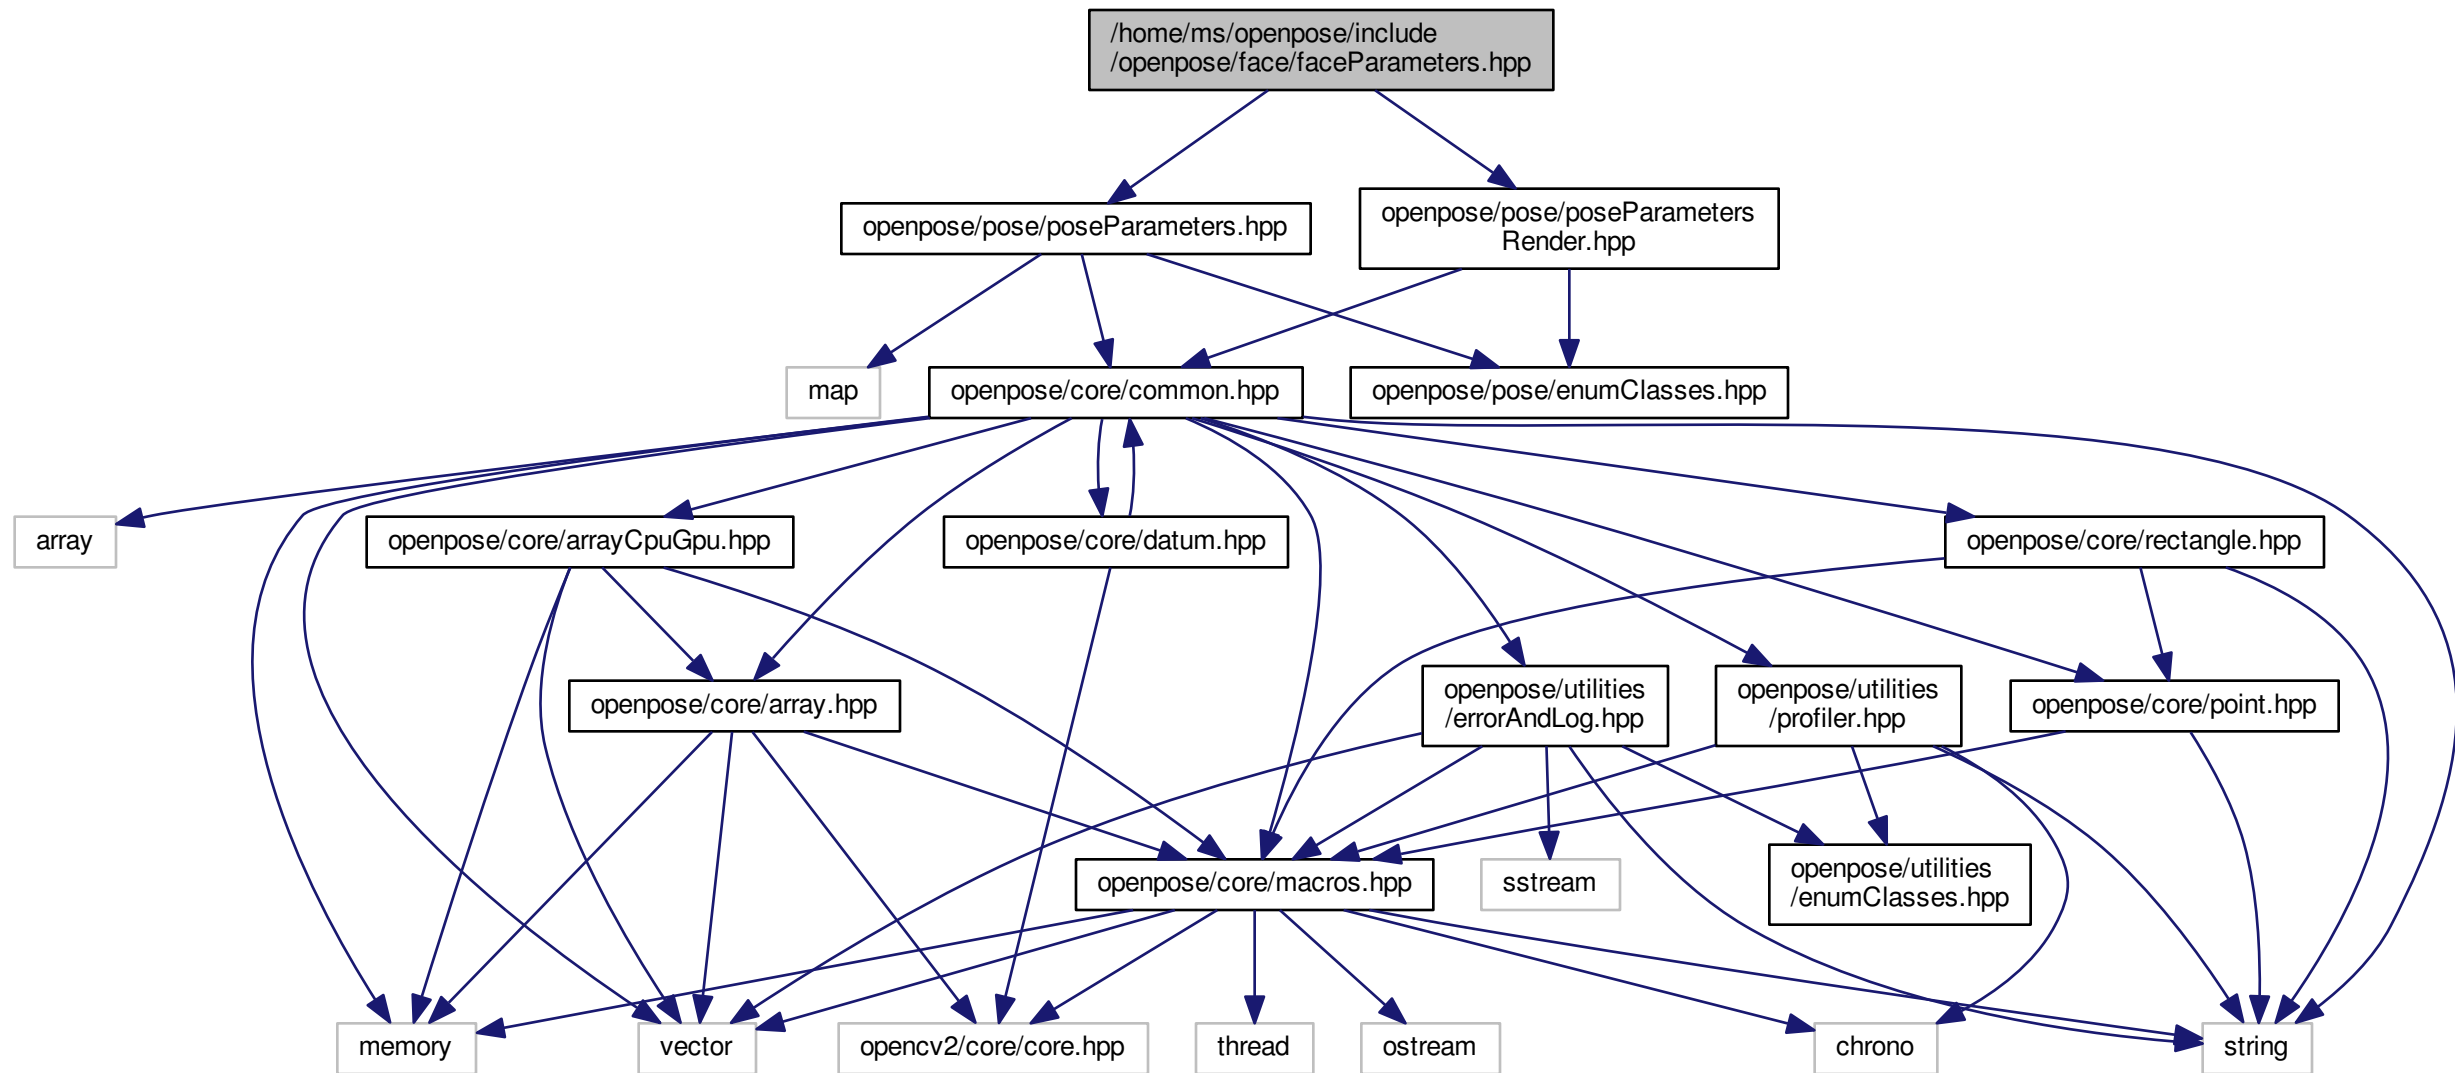 /home/ms/openpose/include
/openpose/face/faceParameters.hpp
openpose/pose/poseParameters.hpp
openpose/pose/poseParameters
Render.hpp
map
openpose/core/common.hpp
openpose/pose/enumClasses.hpp
array
openpose/core/arrayCpuGpu.hpp
openpose/core/datum.hpp
openpose/core/rectangle.hpp
openpose/core/array.hpp
openpose/utilities
/errorAndLog.hpp
openpose/utilities
/profiler.hpp
openpose/core/point.hpp
openpose/core/macros.hpp
sstream
openpose/utilities
/enumClasses.hpp
memory
vector
opencv2/core/core.hpp
thread
ostream
chrono
string